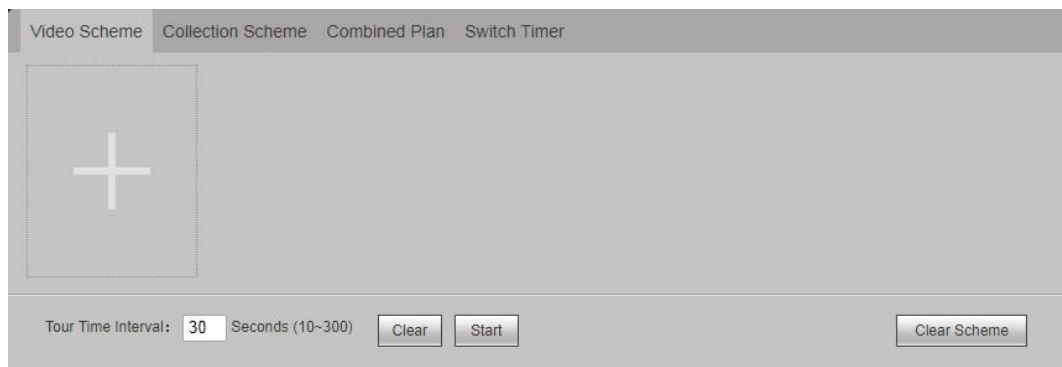 Video Scheme Collection Scheme Combined Plan Switch Timer
Tour Time Interval: 30 Seconds (10~300) Clear Start Clear Scheme